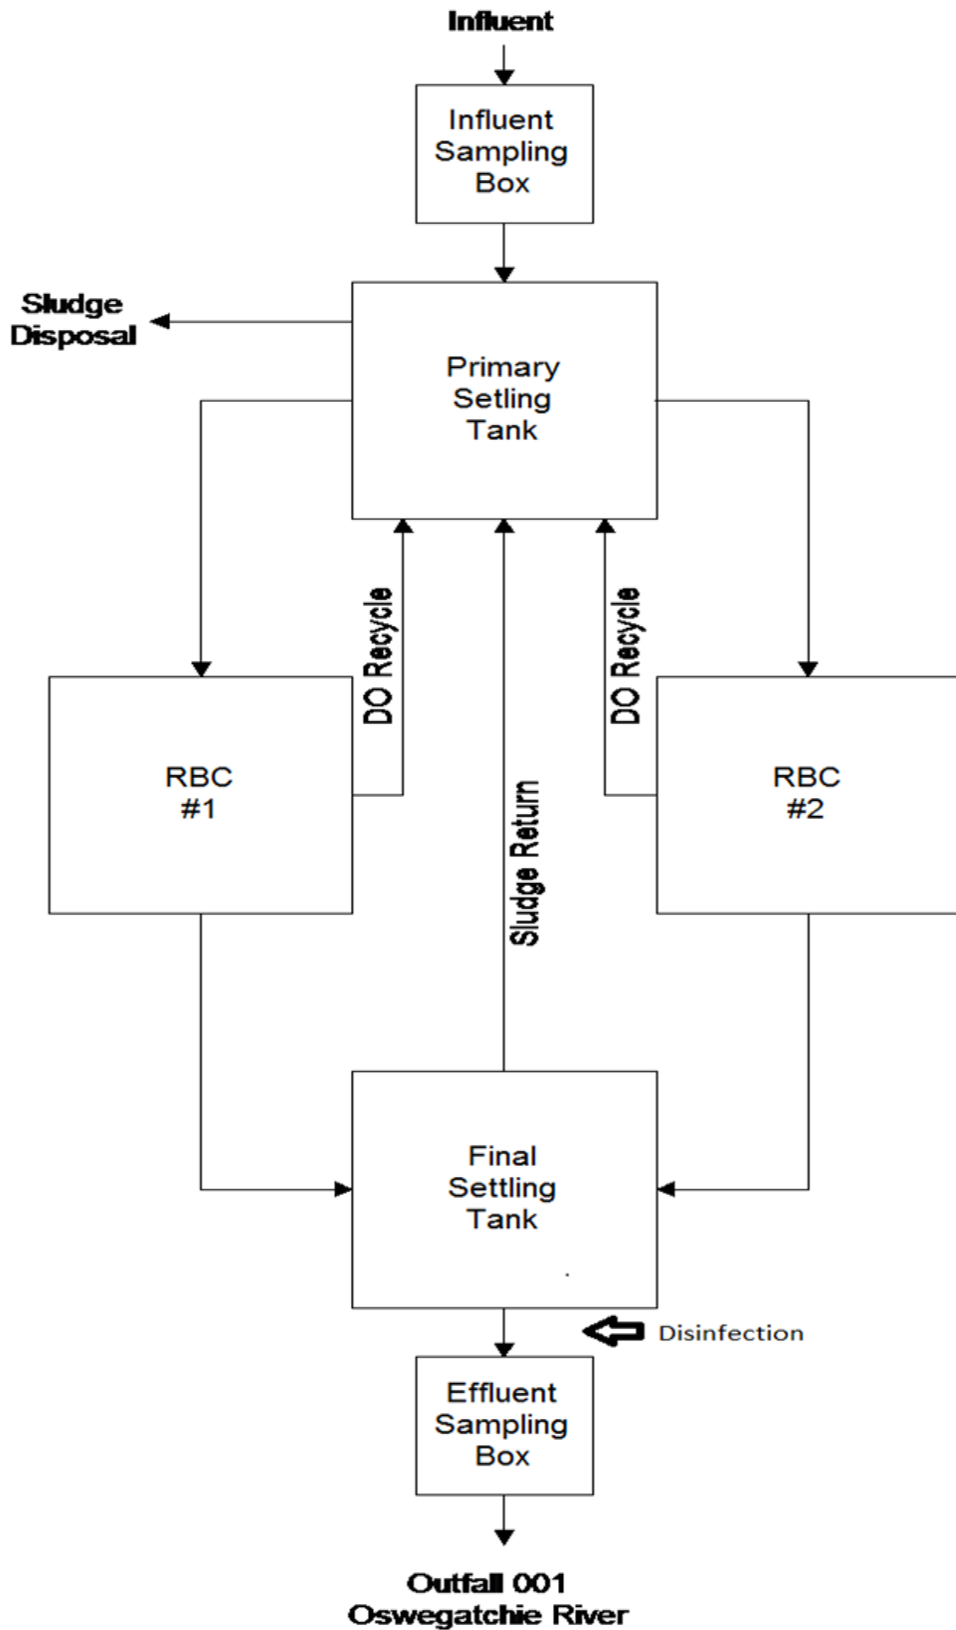 Influent
Influent
Sampling
Box
Sludge
Disposal
Primary
Setling
Tank
DO Recycle
DO Recycle
RBC
#1
RBC
#2
Sludge Return
Final
Settling
Tank
Disinfection
Effluent
Sampling
Box
Outfall 001
Oswegatchie River